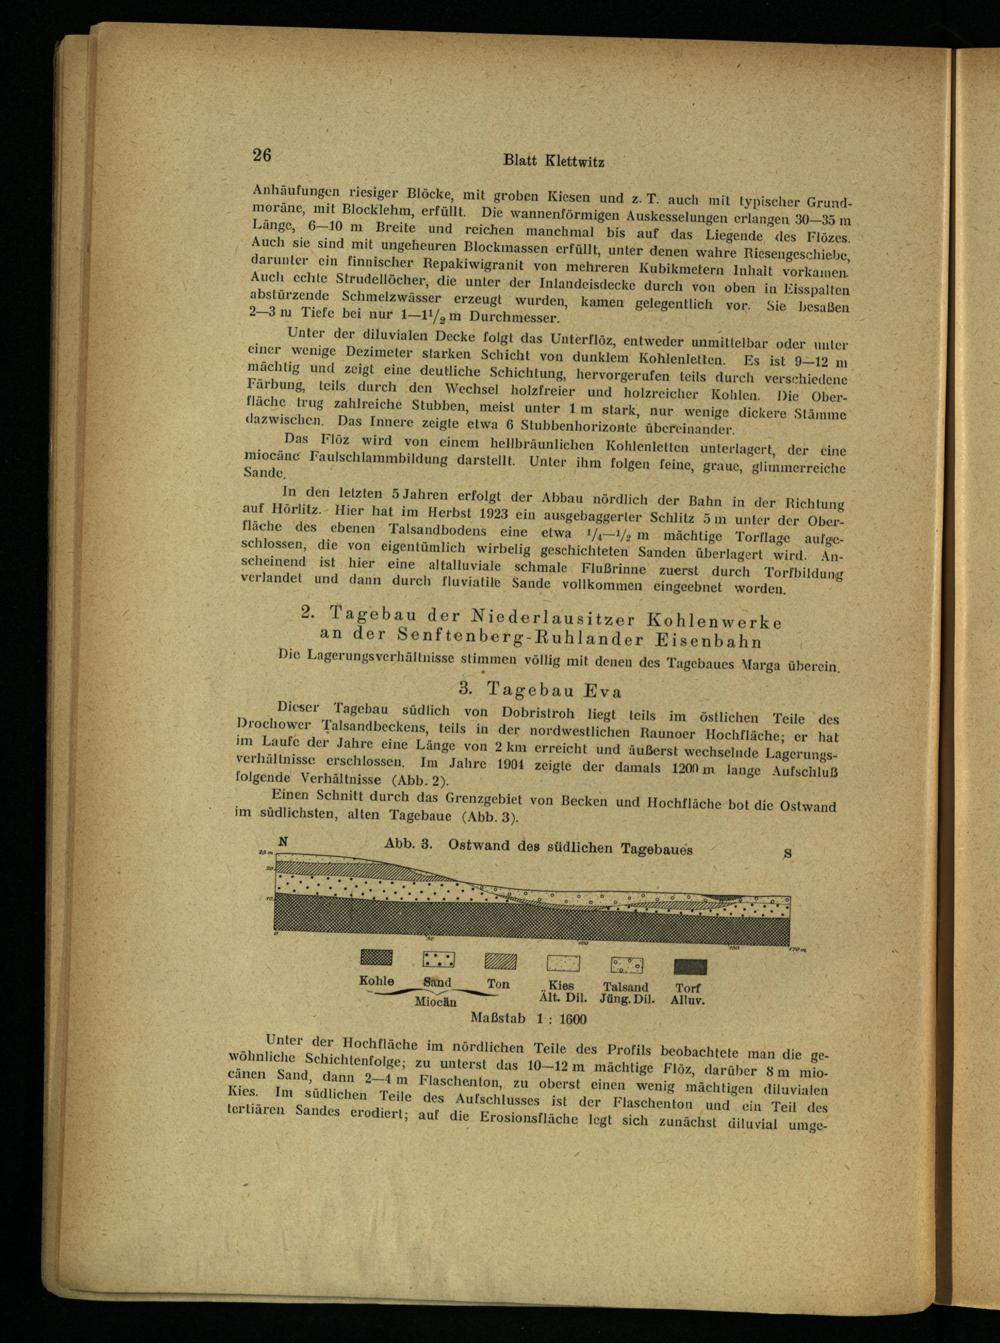 26
Blatt Klettwitz
Anhäufungen riesiger Blöcke, mit groben Kiesen und z. T. auch mit typischer Grund-
moräne, mit Blocklehm, erfüllt. Die wannenförmigen Auskesselungen erlangen 30—35 m
Länge, 6—10 m Breite und reichen manchmal bis auf das Liegende des Flözes.
Auch sie sind mit ungeheuren Blockmassen erfüllt, unter denen wahre Riesengeschiebe,
darunter ein finnischer Repakiwigranit von mehreren Kubikmetern Inhalt vorkamen.
Auch echte Strudellöcher, die unter der Inlandeisdecke durch von oben in Eisspalten
abstürzende Schmelzwässer erzeugt wurden, kamen gelegentlich vor. Sie besaßen
2—3 m Tiefe bei nur 1—1½ m Durchmesser.
Unter der diluvialen Decke folgt das Unterflöz, entweder unmittelbar oder unter
einer wenige Dezimeter starken Schicht von dunklem Kohlenletten. Es ist 9—12 m
mächtig und zeigt eine deutliche Schichtung, hervorgerufen teils durch verschiedene
Färbung, teils durch den Wechsel holzfreier und holzreicher Kohlen. Die Ober-
fläche trug zahlreiche Stubben, meist unter 1 m stark, nur wenige dickere Stämme
dazwischen. Das Innere zeigte etwa 6 Stubbenhorizonte übereinander.
Das Flöz wird von einem hellbräunlichen Kohlenletten unterlagert, der eine
miocäne Faulschlammbildung darstellt. Unter ihm folgen feine, graue, glimmerreiche
Sande.
In den letzten 5 Jahren erfolgt der Abbau nördlich der Bahn in der Richtung
auf Hörlitz. Hier hat im Herbst 1923 ein ausgebaggerter Schlitz 5 m unter der Ober-
fläche des ebenen Talsandbodens eine etwa ¼—½ m mächtige Torflage aufge-
schlossen, die von eigentümlich wirbelig geschichteten Sanden überlagert wird. An-
scheinend ist hier eine altalluviale schmale Flußrinne zuerst durch Torfbildung
verlandet und dann durch fluviatile Sande vollkommen eingeebnet worden.
2. Tagebau der Niederlausitzer Kohlenwerke
an der Senftenberg-Ruhlander Eisenbahn
Die Lagerungsverhältnisse stimmen völlig mit denen des Tagebaues Marga überein.
3. Tagebau Eva
Dieser Tagebau südlich von Dobristroh liegt teils im östlichen Teile des
Drochower Talsandbeckens, teils in der nordwestlichen Raunoer Hochfläche; er hat
im Laufe der Jahre eine Länge von 2 km erreicht und äußerst wechselnde Lagerungs-
verhältnisse erschlossen. Im Jahre 1904 zeigte der damals 1200 m lange Aufschluß
folgende Verhältnisse (Abb. 2).
Einen Schnitt durch das Grenzgebiet von Becken und Hochfläche bot die Ostwand
im südlichsten, alten Tagebaue (Abb. 3).
N Abb. 3. Ostwand des südlichen Tagebaues S
25 m
20
10
0 50 100 150 170 m
Kohle Sand Ton Kies Talsand Torf
Miocän Ält. Dil. Jüng. Dil. Alluv.
Maßstab 1 : 1600
Unter der Hochfläche im nördlichen Teile des Profils beobachtete man die ge-
wöhnliche Schichtenfolge; zu unterst das 10—12 m mächtige Flöz, darüber 8 m mio-
cänen Sand, dann 2—4 m Flaschenton, zu oberst einen wenig mächtigen diluvialen
Kies. Im südlichen Teile des Aufschlusses ist der Flaschenton und ein Teil des
tertiären Sandes erodiert; auf die Erosionsfläche legt sich zunächst diluvial umge-